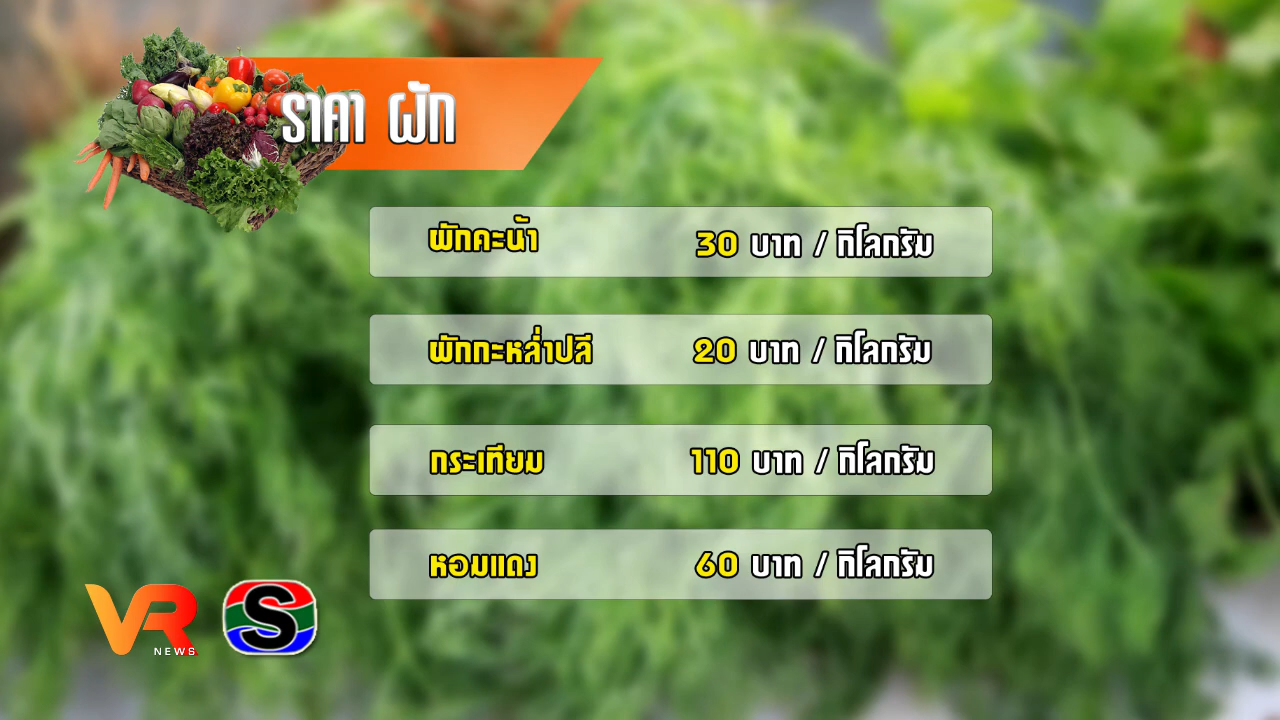 ราคา ผัก
ผักคะน้า 30 บาท / กิโลกรัม
ผักกะหล่ำปลี 20 บาท / กิโลกรัม
กระเทียม 110 บาท / กิโลกรัม
หอมแดง 60 บาท / กิโลกรัม
VR NEWS S